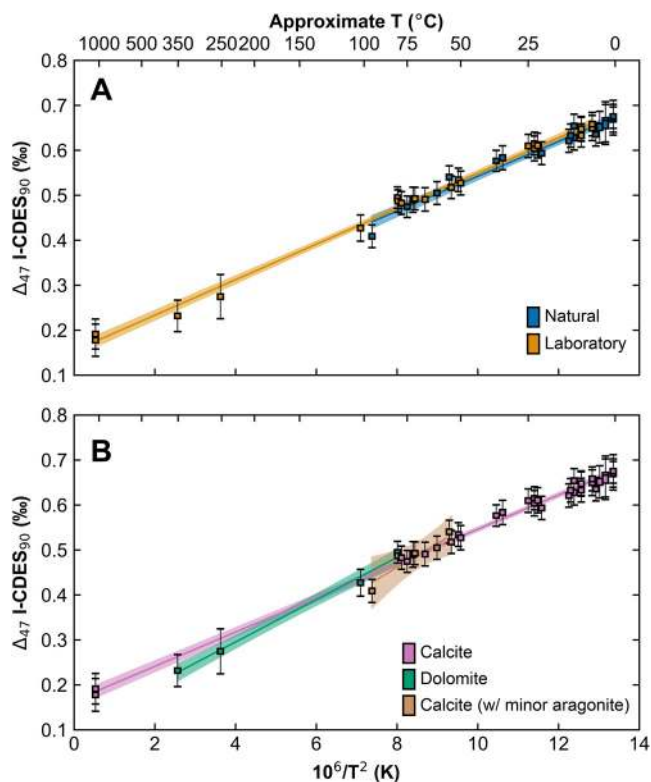 Approximate T (°C)
1000 500 350 250 200 150 100 75 50 25 0
A
0.8
0.7
0.6
0.5
0.4
0.3
0.2
0.1
Δ47 I-CDES90 (‰)
Natural
Laboratory
B
0.8
0.7
0.6
0.5
0.4
0.3
0.2
0.1
Δ47 I-CDES90 (‰)
Calcite
Dolomite
Calcite (w/ minor aragonite)
0 2 4 6 8 10 12 14
10⁶/T² (K)